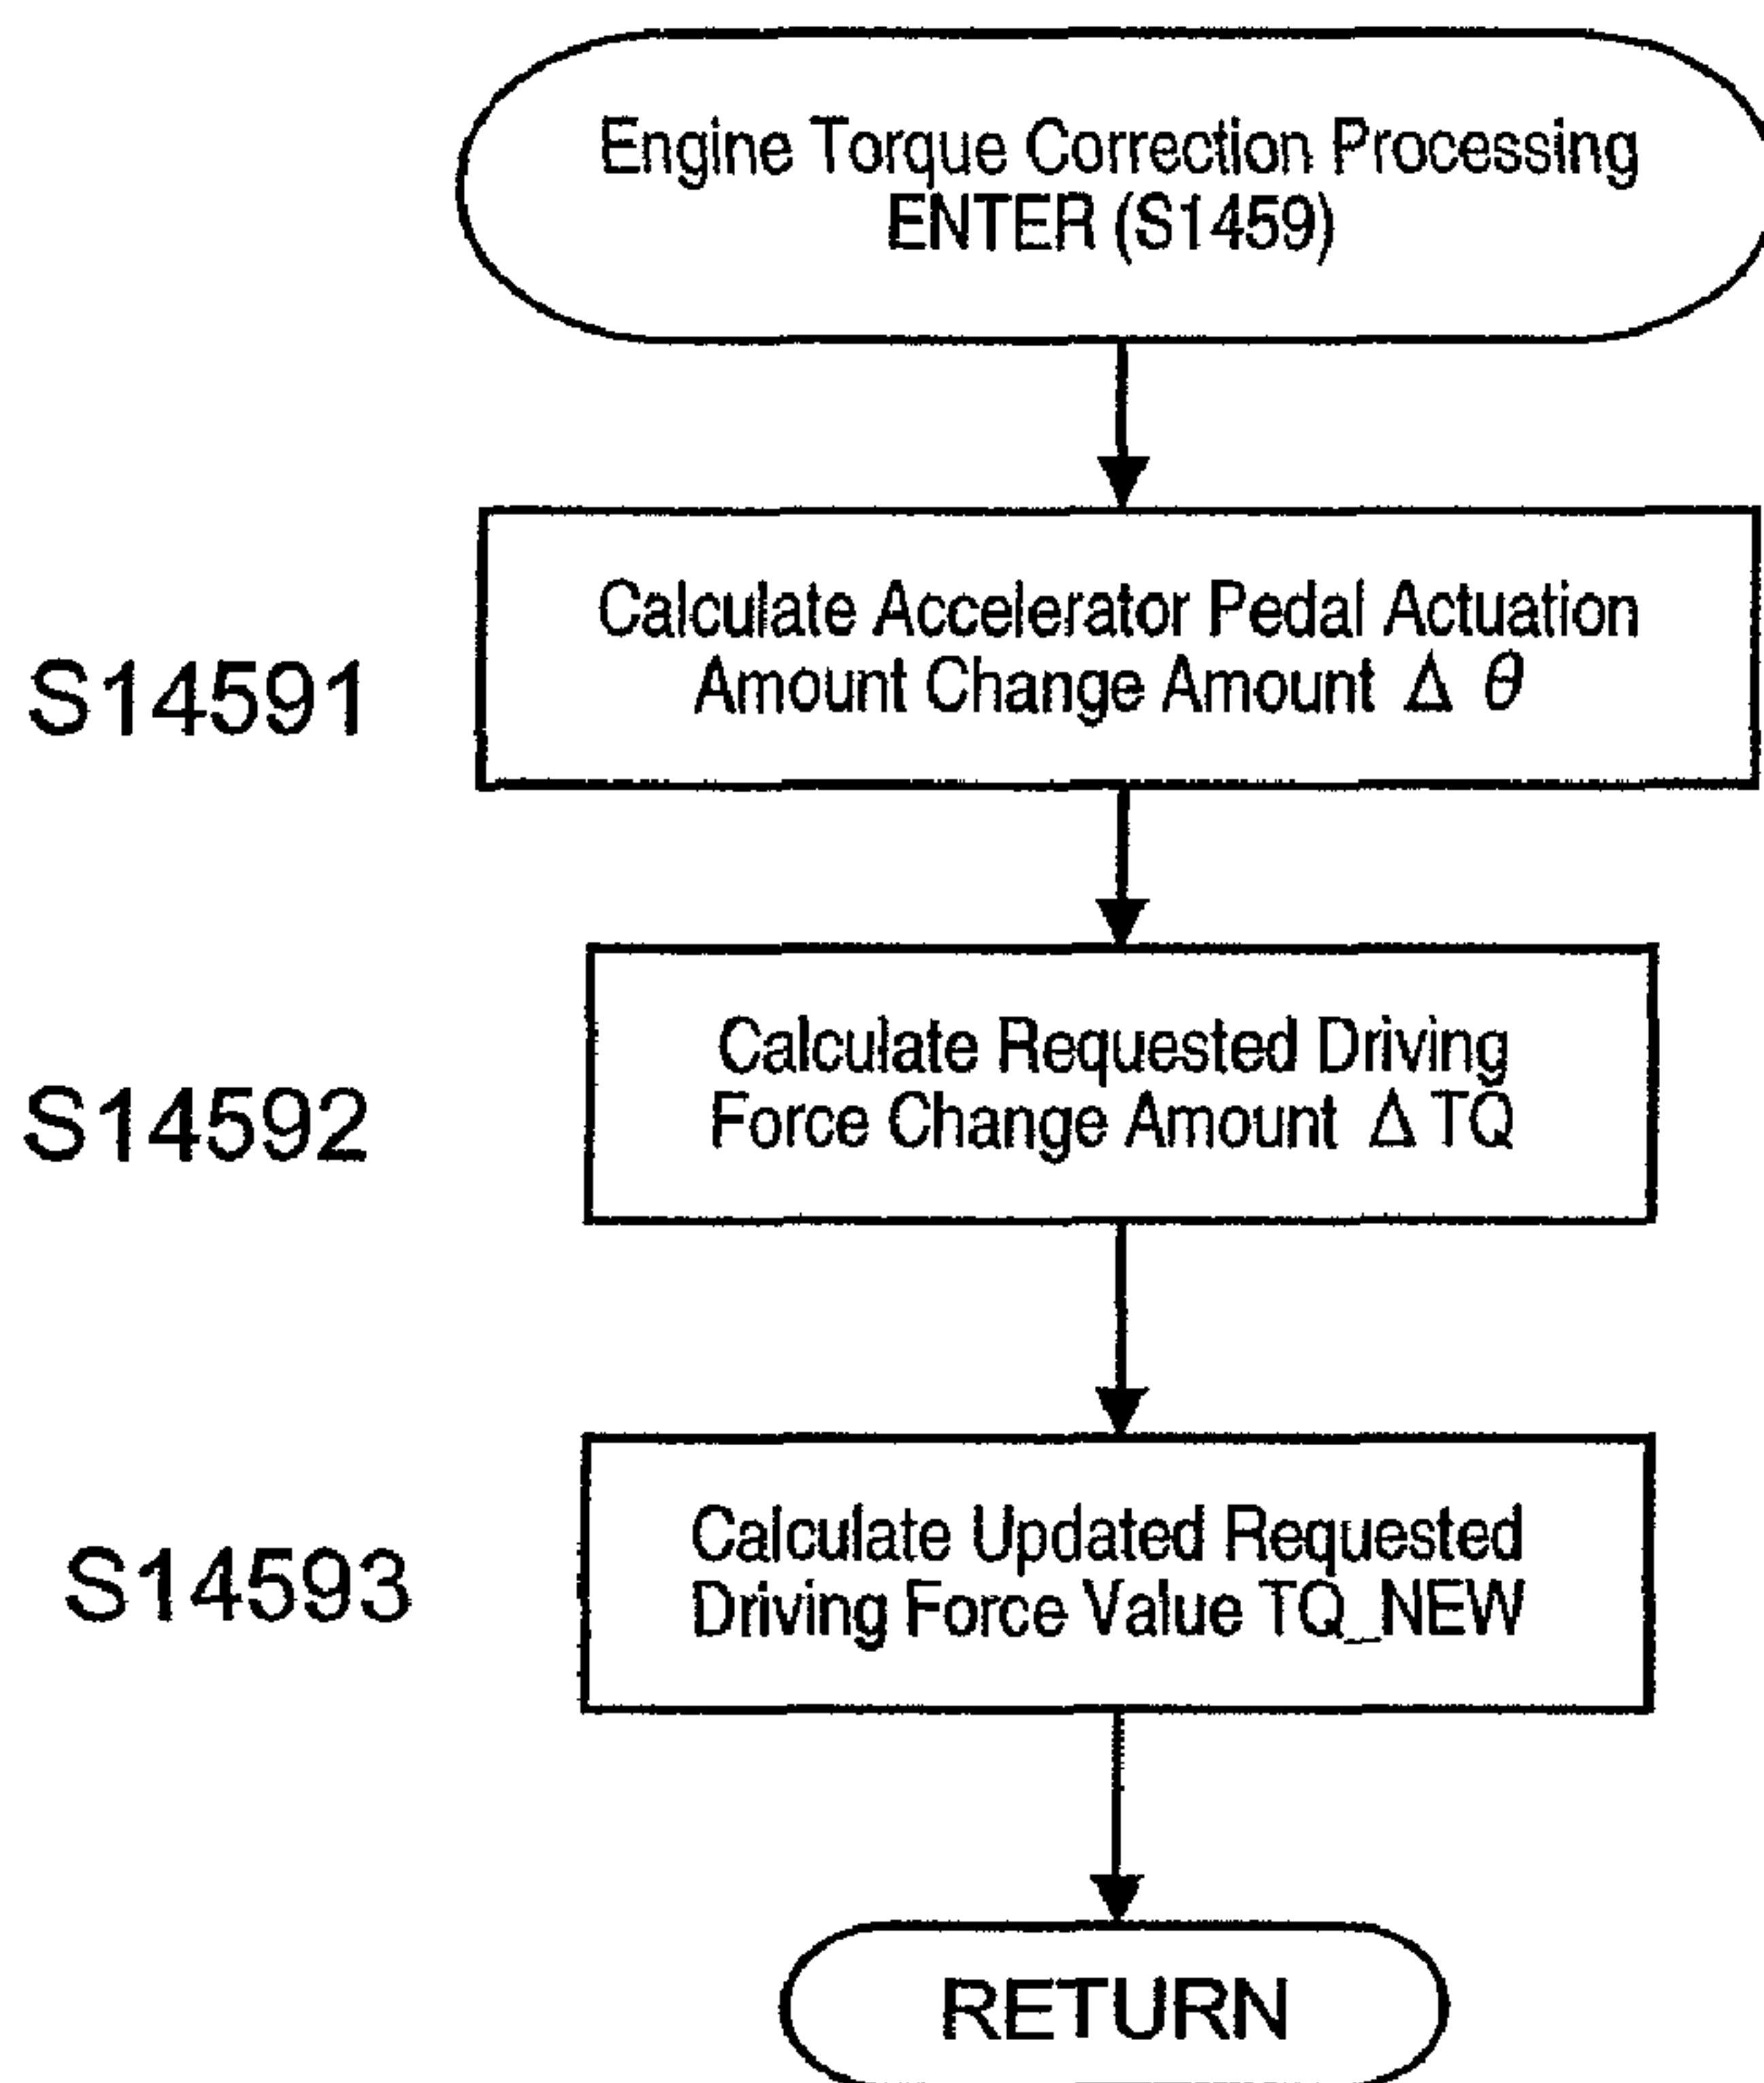 Engine Torque Correction Processing
ENTER (S1459)
S14591
Calculate Accelerator Pedal Actuation
Amount Change Amount Δ θ
S14592
Calculate Requested Driving
Force Change Amount Δ TQ
S14593
Calculate Updated Requested
Driving Force Value TQ_NEW
RETURN